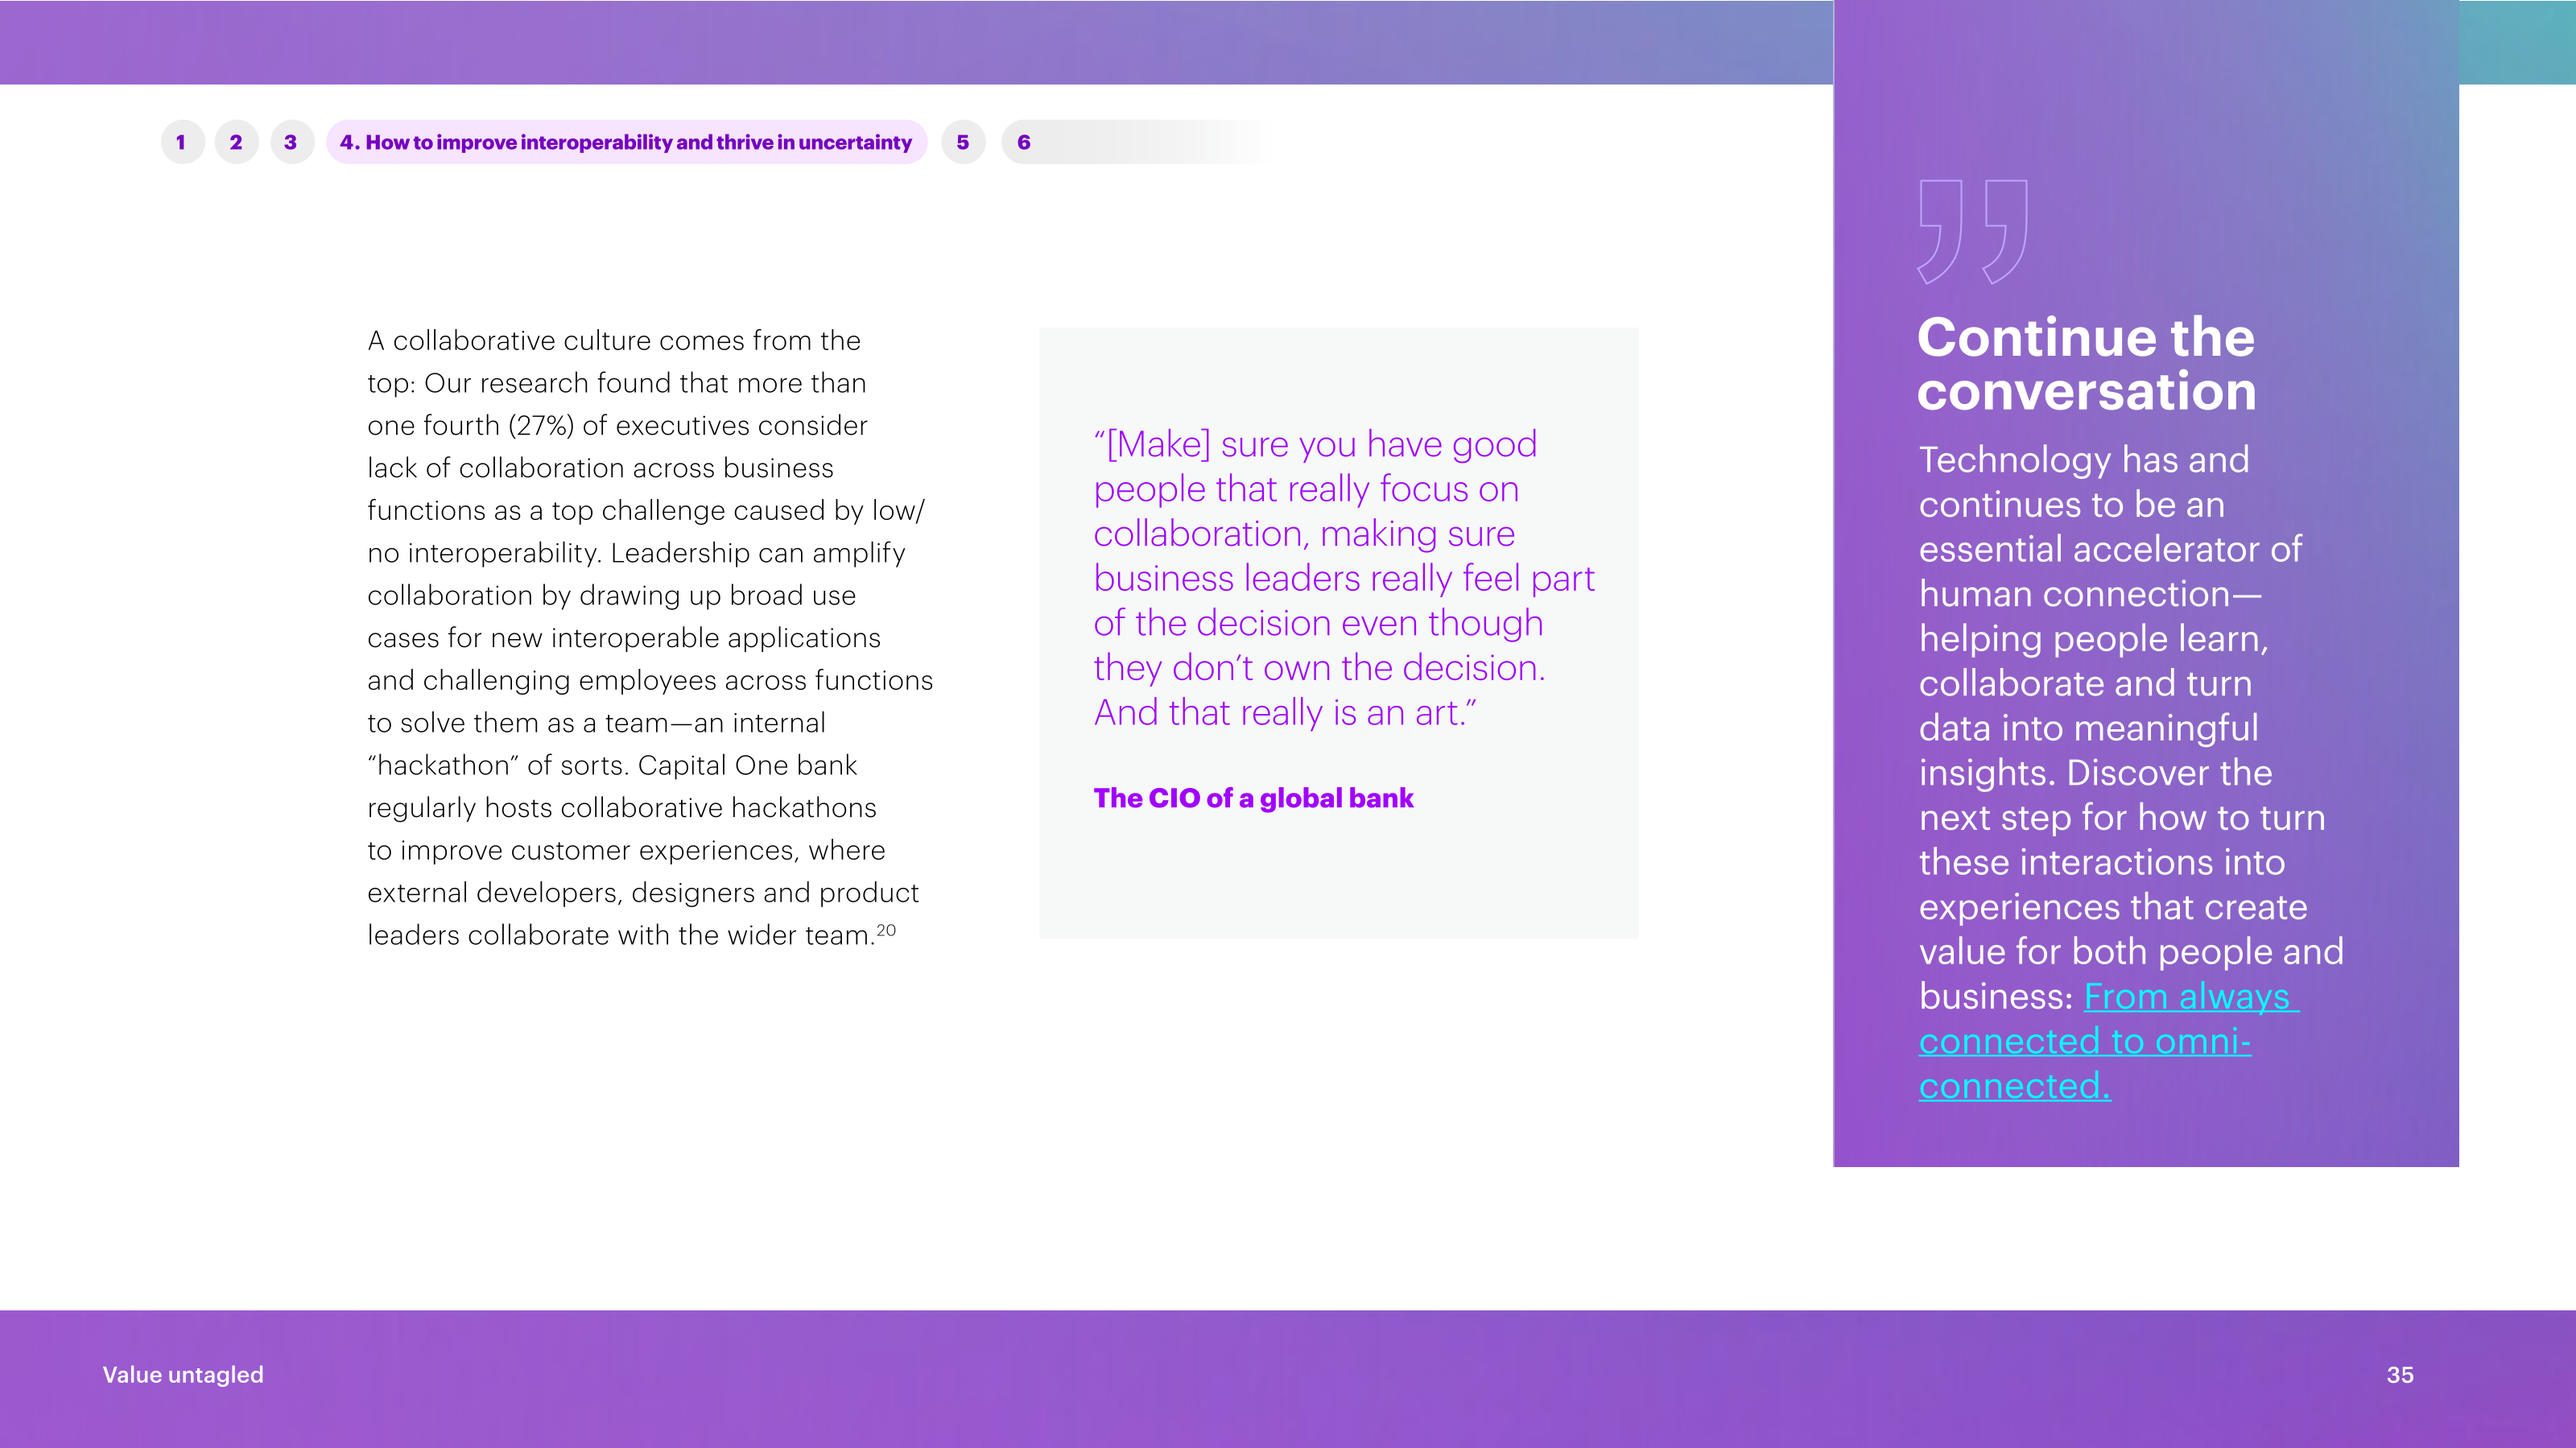 1 2 3 4. How to improve interoperability and thrive in uncertainty 5 6
A collaborative culture comes from the
top: Our research found that more than
one fourth (27%) of executives consider
lack of collaboration across business
functions as a top challenge caused by low/
no interoperability. Leadership can amplify
collaboration by drawing up broad use
cases for new interoperable applications
and challenging employees across functions
to solve them as a team—an internal
“hackathon” of sorts. Capital One bank
regularly hosts collaborative hackathons
to improve customer experiences, where
external developers, designers and product
leaders collaborate with the wider team.20
“[Make] sure you have good
people that really focus on
collaboration, making sure
business leaders really feel part
of the decision even though
they don’t own the decision.
And that really is an art.”
The CIO of a global bank
Continue the
conversation
Technology has and
continues to be an
essential accelerator of
human connection—
helping people learn,
collaborate and turn
data into meaningful
insights. Discover the
next step for how to turn
these interactions into
experiences that create
value for both people and
business: From always
connected to omni-
connected.
Value untagled
35